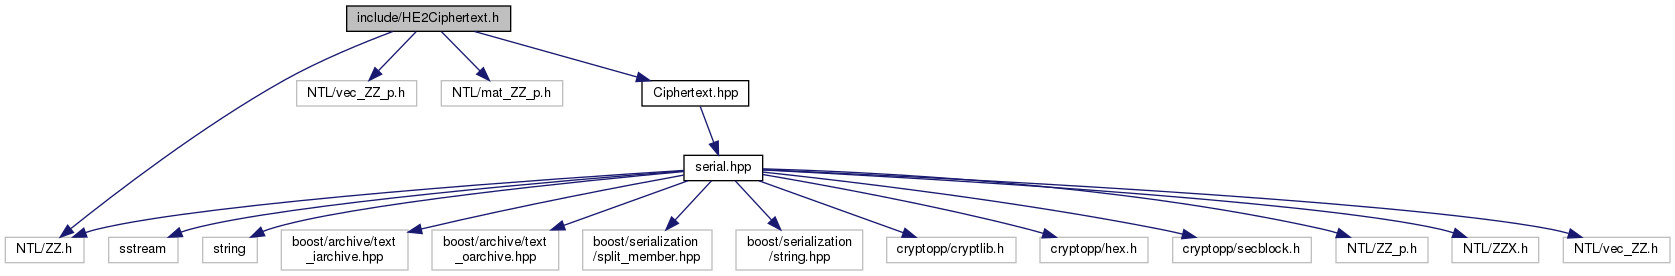 include/HE2Ciphertext.h
NTL/vec_ZZ_p.h
NTL/mat_ZZ_p.h
Ciphertext.hpp
serial.hpp
NTL/ZZ.h
sstream
string
boost/archive/text
_iarchive.hpp
boost/archive/text
_oarchive.hpp
boost/serialization
/split_member.hpp
boost/serialization
/string.hpp
cryptopp/cryptlib.h
cryptopp/hex.h
cryptopp/secblock.h
NTL/ZZ_p.h
NTL/ZZX.h
NTL/vec_ZZ.h